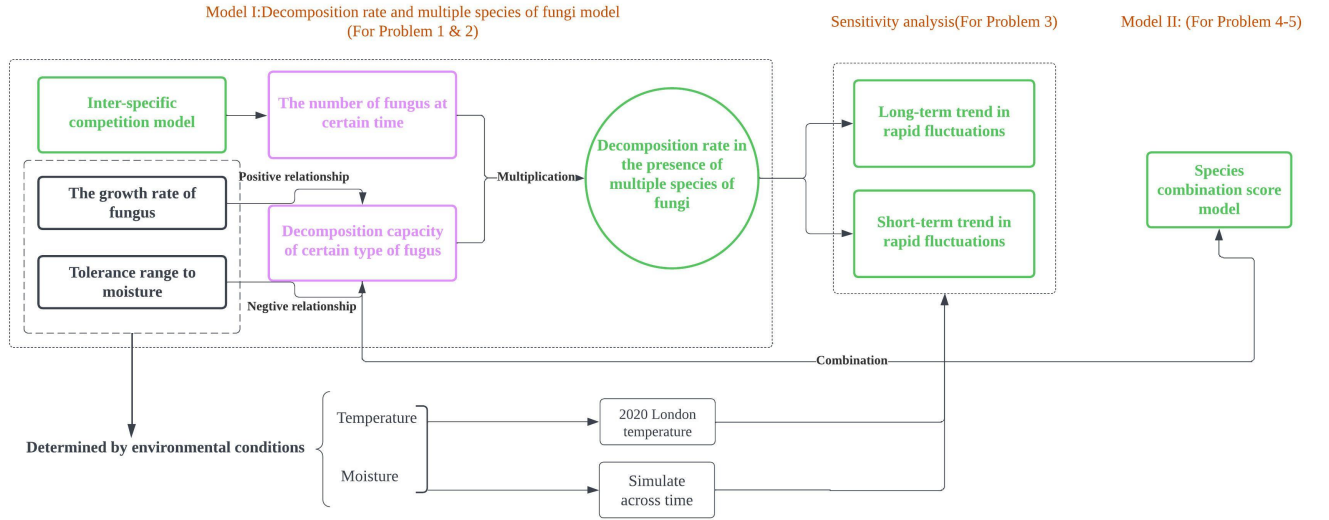 Model I:Decomposition rate and multiple species of fungi model
(For Problem 1 & 2)
Sensitivity analysis(For Problem 3)
Model II: (For Problem 4-5)
Inter-specific
competition model
The number of fungus at
certain time
The growth rate of
fungus
Positive relationship
Decomposition capacity
of certain type of fugus
Tolerance range to
moisture
Negtive relationship
Multiplication
Decomposition rate in
the presence of
multiple species of
fungi
Long-term trend in
rapid fluctuations
Short-term trend in
rapid fluctuations
Species
combination score
model
Combination
Determined by environmental conditions
Temperature
Moisture
2020 London
temperature
Simulate
across time